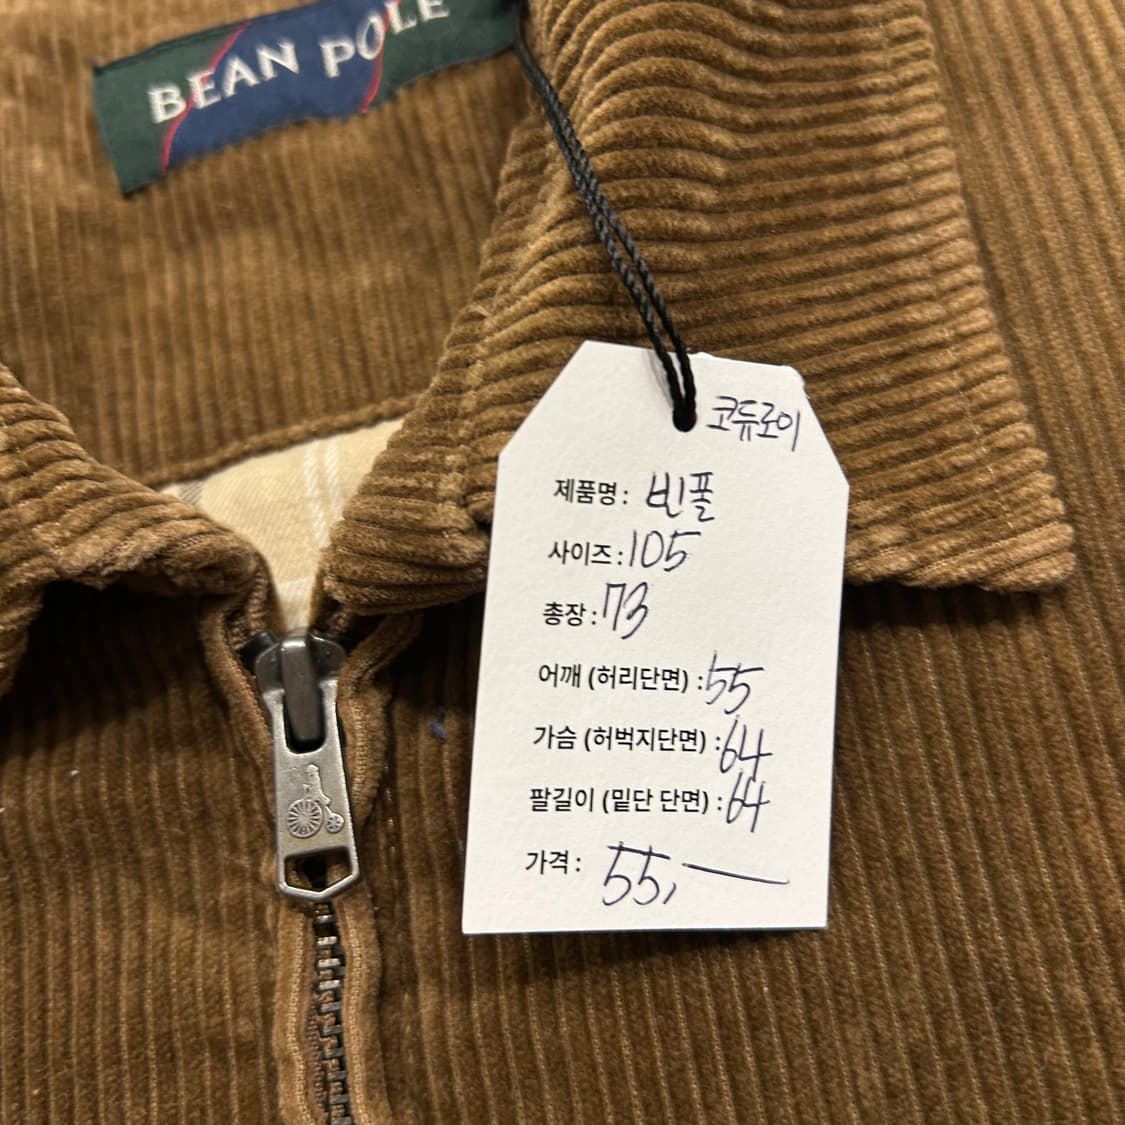 BEAN POLE
코듀로이
제품명: 빈폴
사이즈: 105
총장: 73
어깨 (허리단면) : 55
가슴 (허벅지단면) : 64
팔길이 (밑단 단면) : 64
가격: 55,—